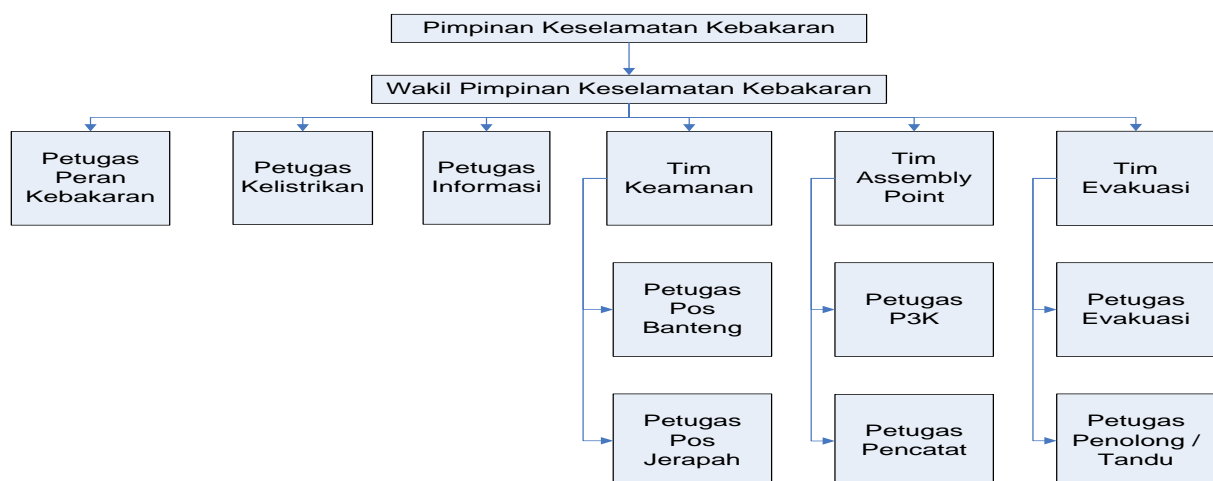 Pimpinan Keselamatan Kebakaran
Wakil Pimpinan Keselamatan Kebakaran
Petugas
Peran
Kebakaran
Petugas
Kelistrikan
Petugas
Informasi
Tim
Keamanan
Tim
Assembly
Point
Tim
Evakuasi
Petugas
Pos
Banteng
Petugas
P3K
Petugas
Evakuasi
Petugas
Pos
Jerapah
Petugas
Pencatat
Petugas
Penolong /
Tandu